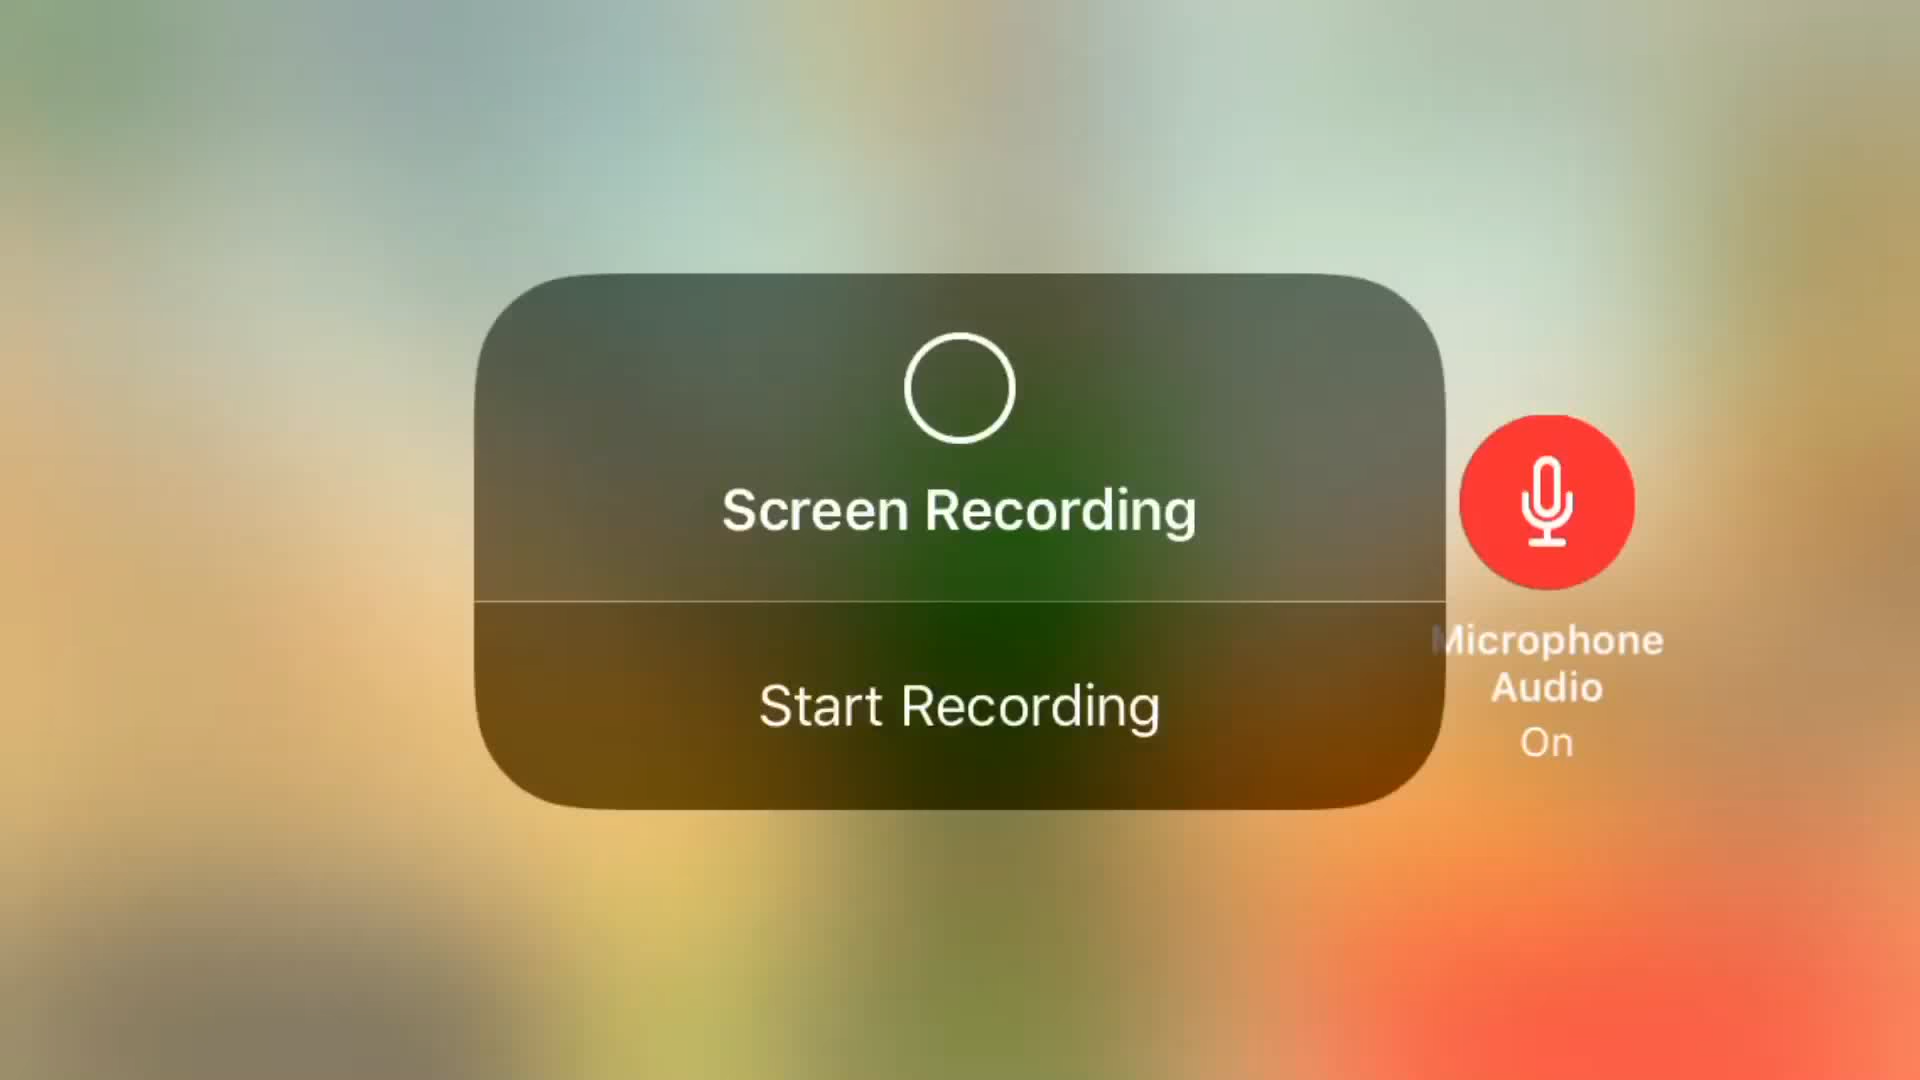 Screen Recording
Start Recording
Microphone
Audio
On